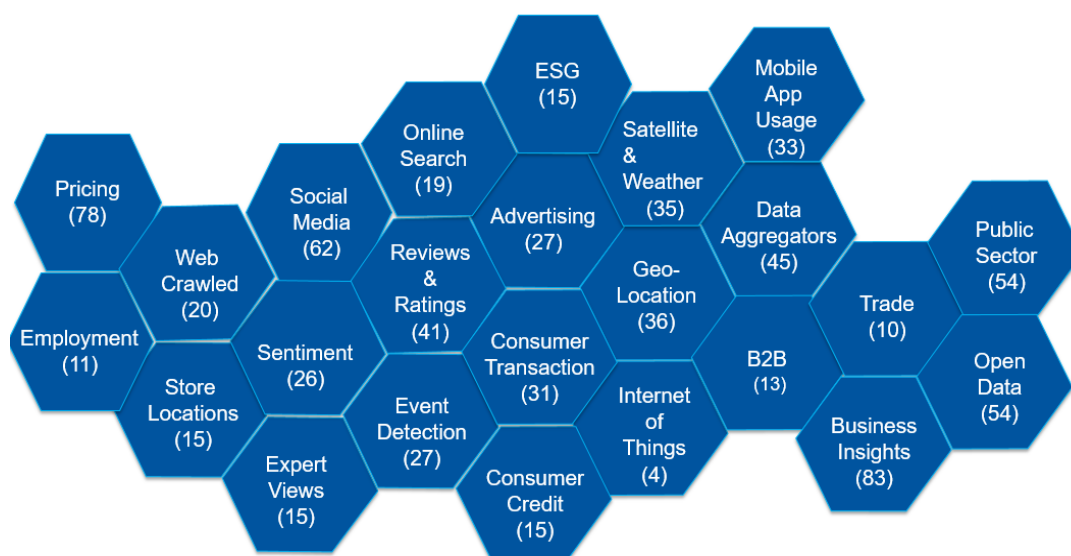 Pricing
(78)
Employment
(11)
Web
Crawled
(20)
Store
Locations
(15)
Social
Media
(62)
Sentiment
(26)
Expert
Views
(15)
Online
Search
(19)
Reviews
&
Ratings
(41)
Event
Detection
(27)
ESG
(15)
Advertising
(27)
Consumer
Transaction
(31)
Consumer
Credit
(15)
Satellite
&
Weather
(35)
Geo-
Location
(36)
Internet
of
Things
(4)
Mobile
App
Usage
(33)
Data
Aggregators
(45)
B2B
(13)
Trade
(10)
Business
Insights
(83)
Public
Sector
(54)
Open
Data
(54)